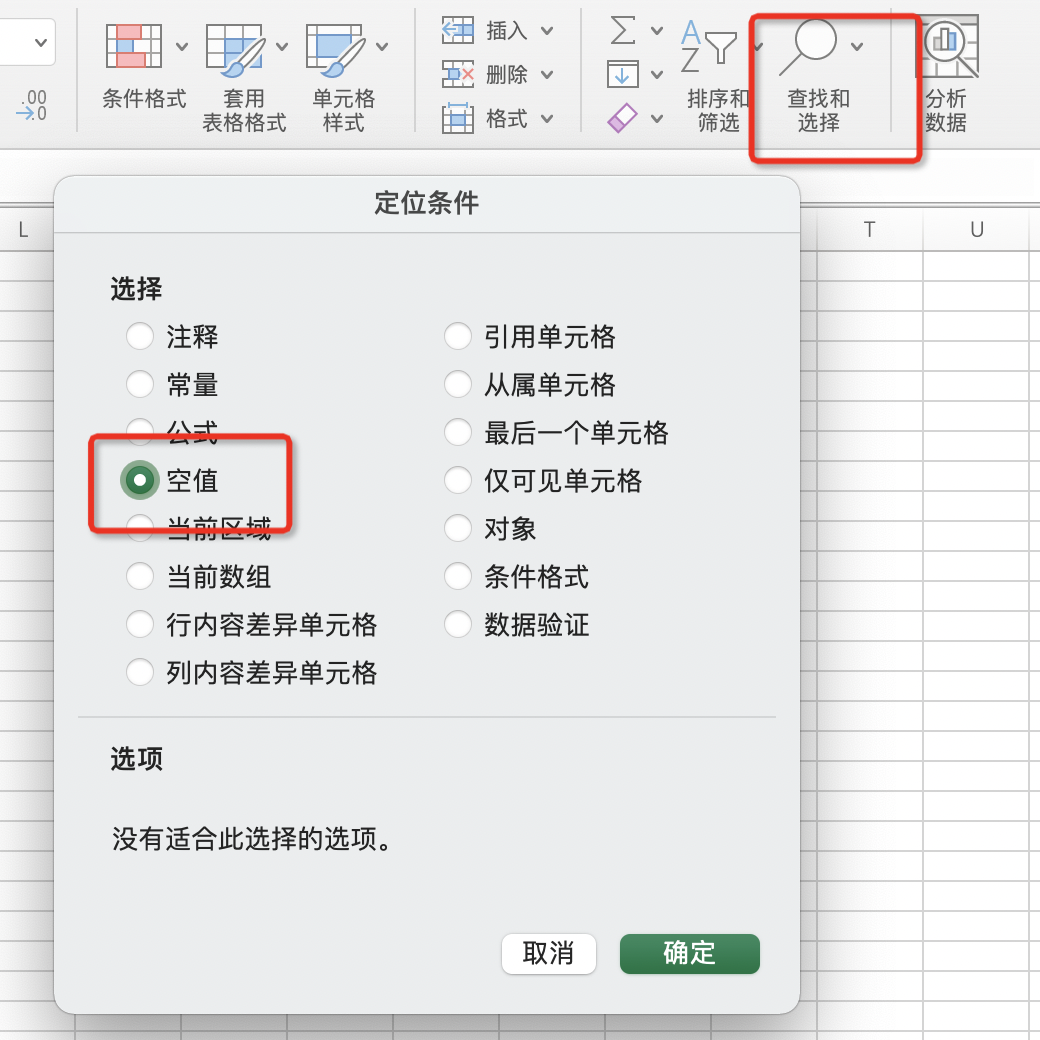 插入
删除
格式
.00
.0
条件格式
套用
表格格式
单元格
样式
A
Z
排序和
筛选
查找和
选择
分析
数据
定位条件
L
T
U
选择
注释
常量
公式
空值
当前区域
当前数组
行内容差异单元格
列内容差异单元格
引用单元格
从属单元格
最后一个单元格
仅可见单元格
对象
条件格式
数据验证
选项
没有适合此选择的选项。
取消
确定